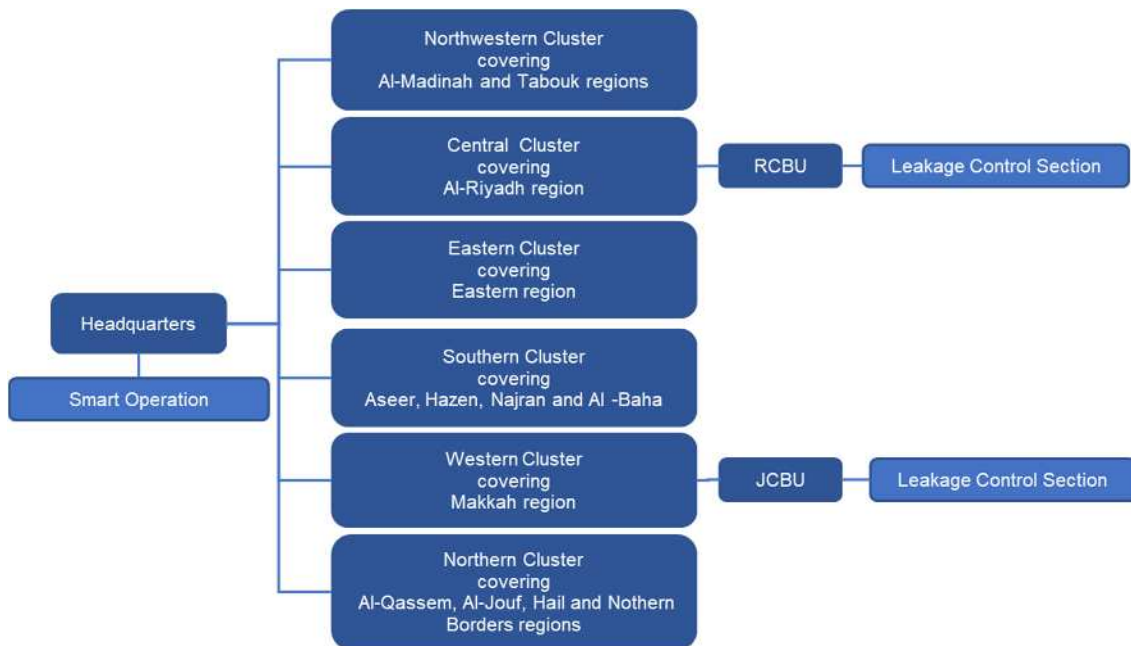 Northwestern Cluster
covering
Al-Madinah and Tabouk regions
Central Cluster
covering
Al-Riyadh region
RCBU
Leakage Control Section
Eastern Cluster
covering
Eastern region
Headquarters
Smart Operation
Southern Cluster
covering
Aseer, Hazen, Najran and Al -Baha
Western Cluster
covering
Makkah region
JCBU
Leakage Control Section
Northern Cluster
covering
Al-Qassem, Al-Jouf, Hail and Nothern
Borders regions